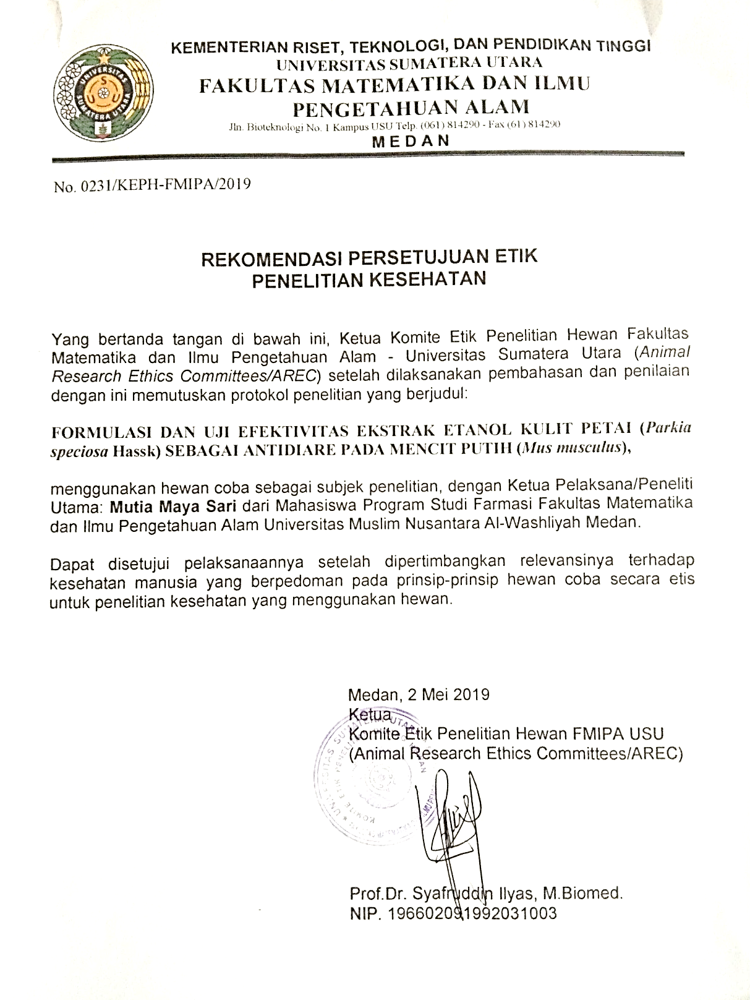 KEMENTERIAN RISET, TEKNOLOGI, DAN PENDIDIKAN TINGGI
UNIVERSITAS SUMATERA UTARA
FAKULTAS MATEMATIKA DAN ILMU
PENGETAHUAN ALAM
Jln. Bioteknologi No. 1 Kampus USU Telp. (061) 814290 - Fax (61) 814290
MEDAN
UNIVERSITAS
SUMATERA UTARA
S
U U
No. 0231/KEPH-FMIPA/2019
REKOMENDASI PERSETUJUAN ETIK
PENELITIAN KESEHATAN
Yang bertanda tangan di bawah ini, Ketua Komite Etik Penelitian Hewan Fakultas
Matematika dan Ilmu Pengetahuan Alam - Universitas Sumatera Utara (Animal
Research Ethics Committees/AREC) setelah dilaksanakan pembahasan dan penilaian
dengan ini memutuskan protokol penelitian yang berjudul:
FORMULASI DAN UJI EFEKTIVITAS EKSTRAK ETANOL KULIT PETAI (Parkia
speciosa Hassk) SEBAGAI ANTIDIARE PADA MENCIT PUTIH (Mus musculus),
menggunakan hewan coba sebagai subjek penelitian, dengan Ketua Pelaksana/Peneliti
Utama: Mutia Maya Sari dari Mahasiswa Program Studi Farmasi Fakultas Matematika
dan Ilmu Pengetahuan Alam Universitas Muslim Nusantara Al-Washliyah Medan.
Dapat disetujui pelaksanaannya setelah dipertimbangkan relevansinya terhadap
kesehatan manusia yang berpedoman pada prinsip-prinsip hewan coba secara etis
untuk penelitian kesehatan yang menggunakan hewan.
Medan, 2 Mei 2019
Ketua
Komite Etik Penelitian Hewan FMIPA USU
(Animal Research Ethics Committees/AREC)
UNIVERSITAS SUMATERA UTARA
KOMITE ETIK PENELITIAN
Prof.Dr. Syafruddin Ilyas, M.Biomed.
NIP. 196602091992031003